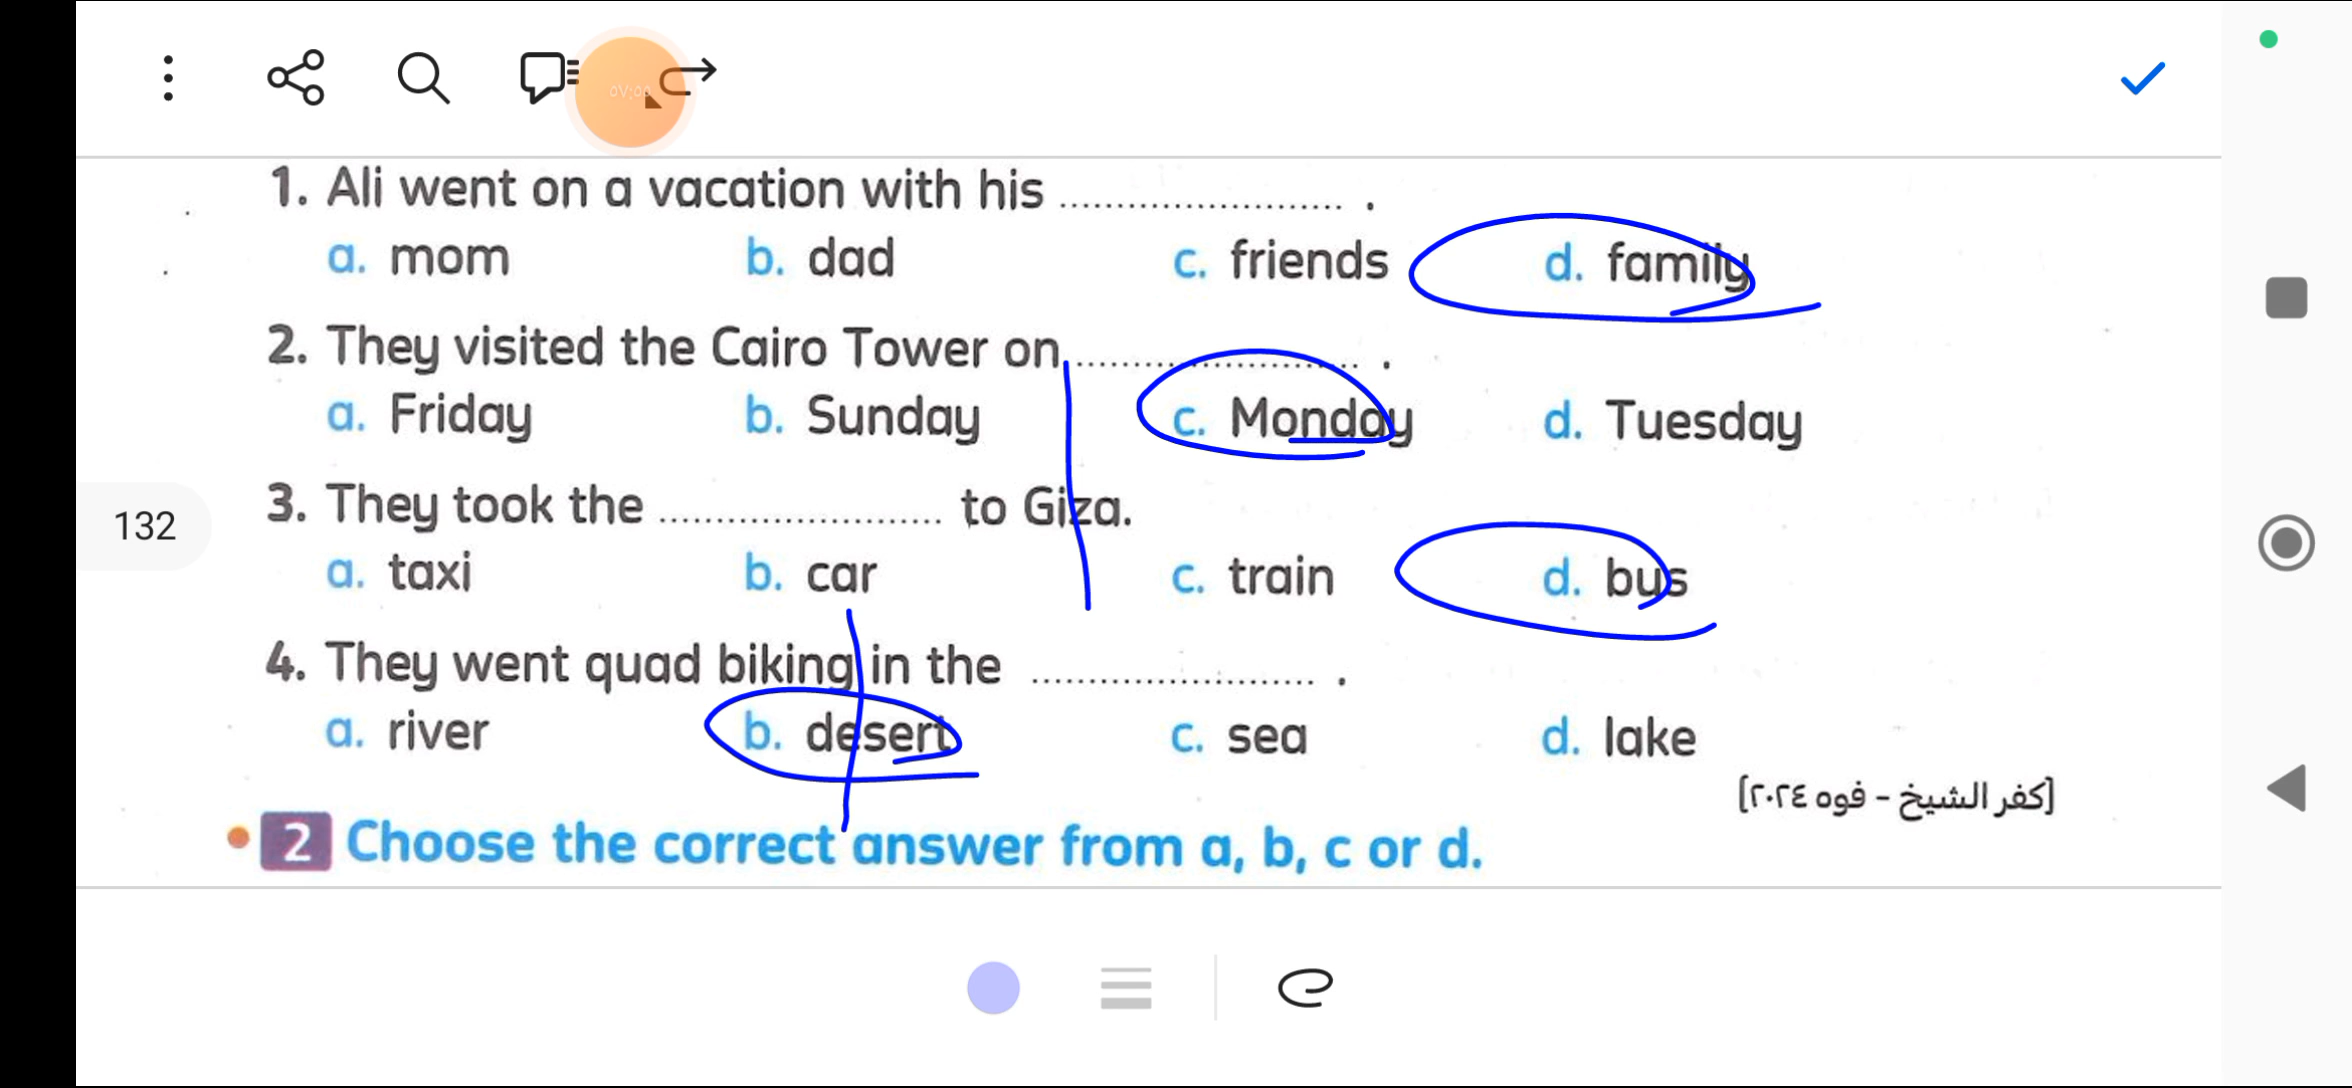 ٥٧:٥٥
1. Ali went on a vacation with his ........................ .
a. mom b. dad c. friends d. family
2. They visited the Cairo Tower on ........................ .
a. Friday b. Sunday c. Monday d. Tuesday
3. They took the ........................ to Giza.
a. taxi b. car c. train d. bus
132
4. They went quad biking in the ........................ .
a. river b. desert c. sea d. lake
[كفر الشيخ - فوه ٢٠٢٤]
2 Choose the correct answer from a, b, c or d.